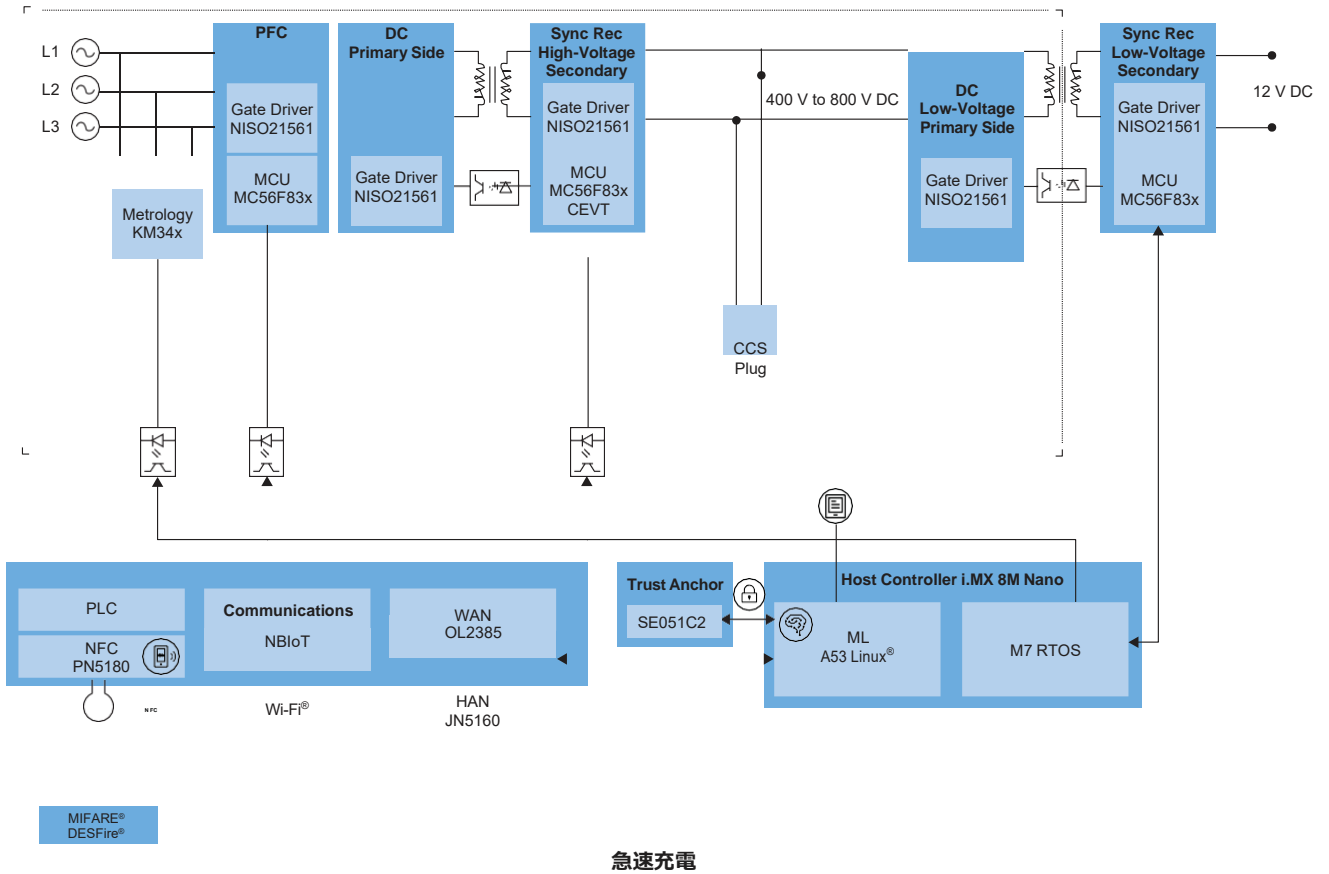 L1
L2
L3
PFC
Gate Driver
NISO21561
MCU
MC56F83x
Metrology
KM34x
DC
Primary Side
Gate Driver
NISO21561
Sync Rec
High-Voltage
Secondary
Gate Driver
NISO21561
MCU
MC56F83x
CEVT
400 V to 800 V DC
CCS
Plug
DC
Low-Voltage
Primary Side
Gate Driver
NISO21561
Sync Rec
Low-Voltage
Secondary
Gate Driver
NISO21561
MCU
MC56F83x
12 V DC
PLC
NFC
PN5180
NFC
Communications
NBIoT
Wi-Fi®
WAN
OL2385
HAN
JN5160
Trust Anchor
SE051C2
Host Controller i.MX 8M Nano
ML
A53 Linux®
M7 RTOS
MIFARE®
DESFire®
急速充電